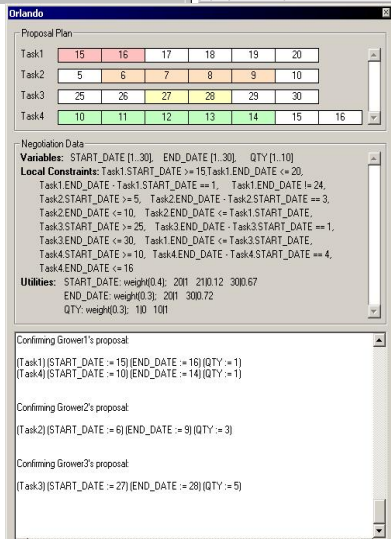 Orlando
Proposal Plan
Task1 15 16 17 18 19 20
Task2 5 6 7 8 9 10
Task3 25 26 27 28 29 30
Task4 10 11 12 13 14 15 16
Negotiation Data
Variables: START_DATE [1..30], END_DATE [1..30], QTY [1..10]
Local Constraints: Task1.START_DATE >= 15,Task1.END_DATE <= 20,
Task1.END_DATE - Task1.START_DATE == 1, Task1.END_DATE != 24,
Task2.START_DATE >= 5, Task2.END_DATE - Task2.START_DATE == 3,
Task2.END_DATE <= 10, Task2.END_DATE <= Task1.START_DATE,
Task3.START_DATE >= 25, Task3.END_DATE - Task3.START_DATE == 1,
Task3.END_DATE <= 30, Task1.END_DATE <= Task3.START_DATE,
Task4.START_DATE >= 10, Task4.END_DATE - Task4.START_DATE == 4,
Task4.END_DATE <= 16
Utilities: START_DATE: weight(0.4); 20|1 21|0.12 30|0.67
END_DATE: weight(0.3); 20|1 30|0.72
QTY: weight(0.3); 1|0 10|1
Confirming Grower1's proposal:
(Task1) (START_DATE := 15) (END_DATE := 16) (QTY := 1)
(Task4) (START_DATE := 10) (END_DATE := 14) (QTY := 1)
Confirming Grower2's proposal:
(Task2) (START_DATE := 6) (END_DATE := 9) (QTY := 3)
Confirming Grower3's proposal:
(Task3) (START_DATE := 27) (END_DATE := 28) (QTY := 5)